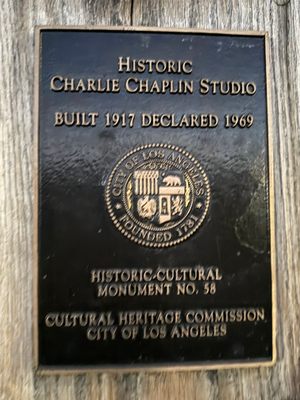 HISTORIC
CHARLIE CHAPLIN STUDIO
BUILT 1917 DECLARED 1969
CITY OF LOS ANGELES
FOUNDED 1781
HISTORIC-CULTURAL
MONUMENT NO. 58
CULTURAL HERITAGE COMMISSION
CITY OF LOS ANGELES